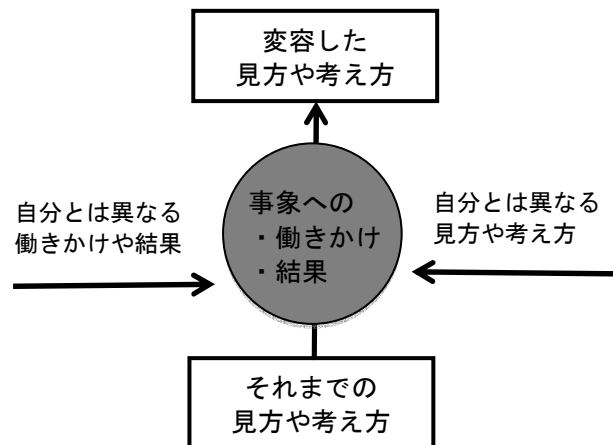 変容した
見方や考え方
自分とは異なる
働きかけや結果
事象への
・働きかけ
・結果
自分とは異なる
見方や考え方
それまでの
見方や考え方